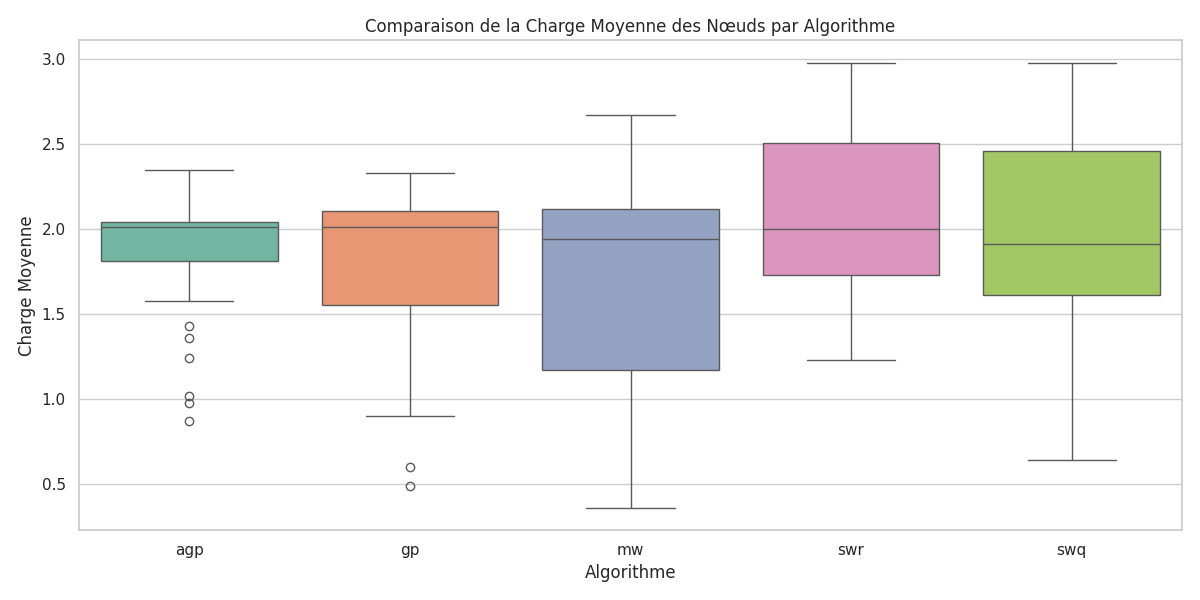 Comparaison de la Charge Moyenne des Nœuds par Algorithme
Charge Moyenne
3.0
2.5
2.0
1.5
1.0
0.5
agp gp mw swr swq
Algorithme